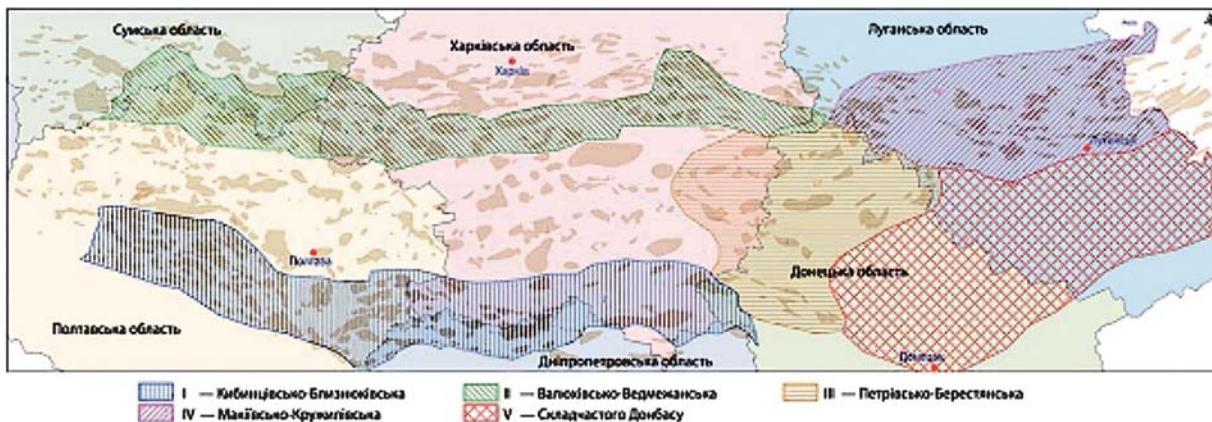 Сумська область
Харківська область
Луганська область
Харків
Луганськ
Полтава
Донецька область
Полтавська область
Дніпропетровська область
Донецьк
I — Кибинцівсько-Близнюківська
II — Валюхівсько-Ведмежанська
III — Петрівсько-Берестянська
IV — Макіївсько-Кружилівська
V — Складчастого Донбасу